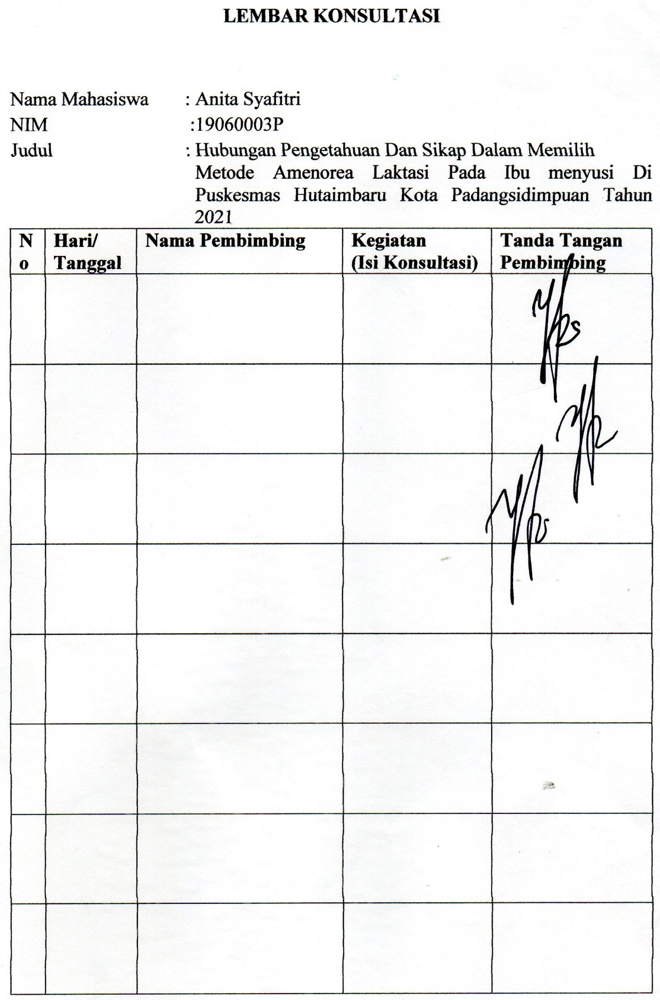 LEMBAR KONSULTASI
Nama Mahasiswa : Anita Syafitri
NIM :19060003P
Judul : Hubungan Pengetahuan Dan Sikap Dalam Memilih
Metode Amenorea Laktasi Pada Ibu menyusi Di
Puskesmas Hutaimbaru Kota Padangsidimpuan Tahun
2021
N Hari/ Nama Pembimbing Kegiatan Tanda Tangan
o Tanggal (Isi Konsultasi) Pembimbing